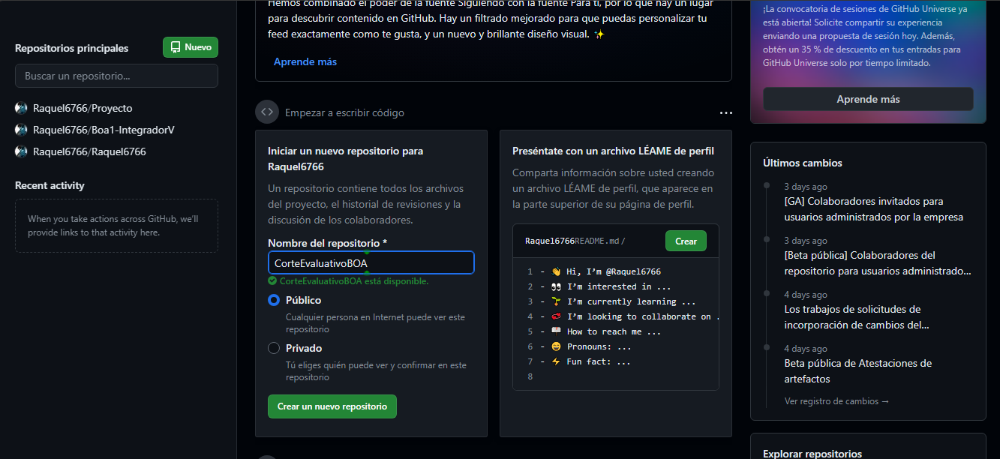 Repositorios principales
Nuevo
Buscar un repositorio...
Raquel6766/Proyecto
Raquel6766/Boa1-IntegradorV
Raquel6766/Raquel6766
Recent activity
When you take actions across GitHub, we'll
provide links to that activity here.
Hemos combinado el poder de la fuente Siguiendo con la fuente Para ti, por lo que hay un lugar
para descubrir contenido en GitHub. Hay un filtrado mejorado para que puedas personalizar tu
feed exactamente como te gusta, y un nuevo y brillante diseño visual. ✨
Aprende más
Empezar a escribir código
Iniciar un nuevo repositorio para
Raquel6766
Un repositorio contiene todos los archivos
del proyecto, el historial de revisiones y la
discusión de los colaboradores.
Nombre del repositorio *
CorteEvaluativoBOA
CorteEvaluativoBOA está disponible.
Público
Cualquier persona en Internet puede ver este
repositorio
Privado
Tú eliges quién puede ver y confirmar en este
repositorio
Crear un nuevo repositorio
Preséntate con un archivo LÉAME de perfil
Comparta información sobre usted creando
un archivo LÉAME de perfil, que aparece en
la parte superior de su página de perfil.
Raquel6766README.md/
Crear
1 - 👋 Hi, I'm @Raquel6766
2 - 👀 I'm interested in ...
3 - 🌱 I'm currently learning ...
4 - 💞️ I'm looking to collaborate on .
5 - 📫 How to reach me ...
6 - 😄 Pronouns: ...
7 - ⚡ Fun fact: ...
8
¡La convocatoria de sesiones de GitHub Universe ya
está abierta! Solicite compartir su experiencia
enviando una propuesta de sesión hoy. Además,
obtén un 35 % de descuento en tus entradas para
GitHub Universe solo por tiempo limitado.
Aprende más
Últimos cambios
3 days ago
[GA] Colaboradores invitados para
usuarios administrados por la empresa
3 days ago
[Beta pública] Colaboradores del
repositorio para usuarios administrado...
4 days ago
Los trabajos de solicitudes de
incorporación de cambios del...
4 days ago
Beta pública de Atestaciones de
artefactos
Ver registro de cambios →
Explorar repositorios